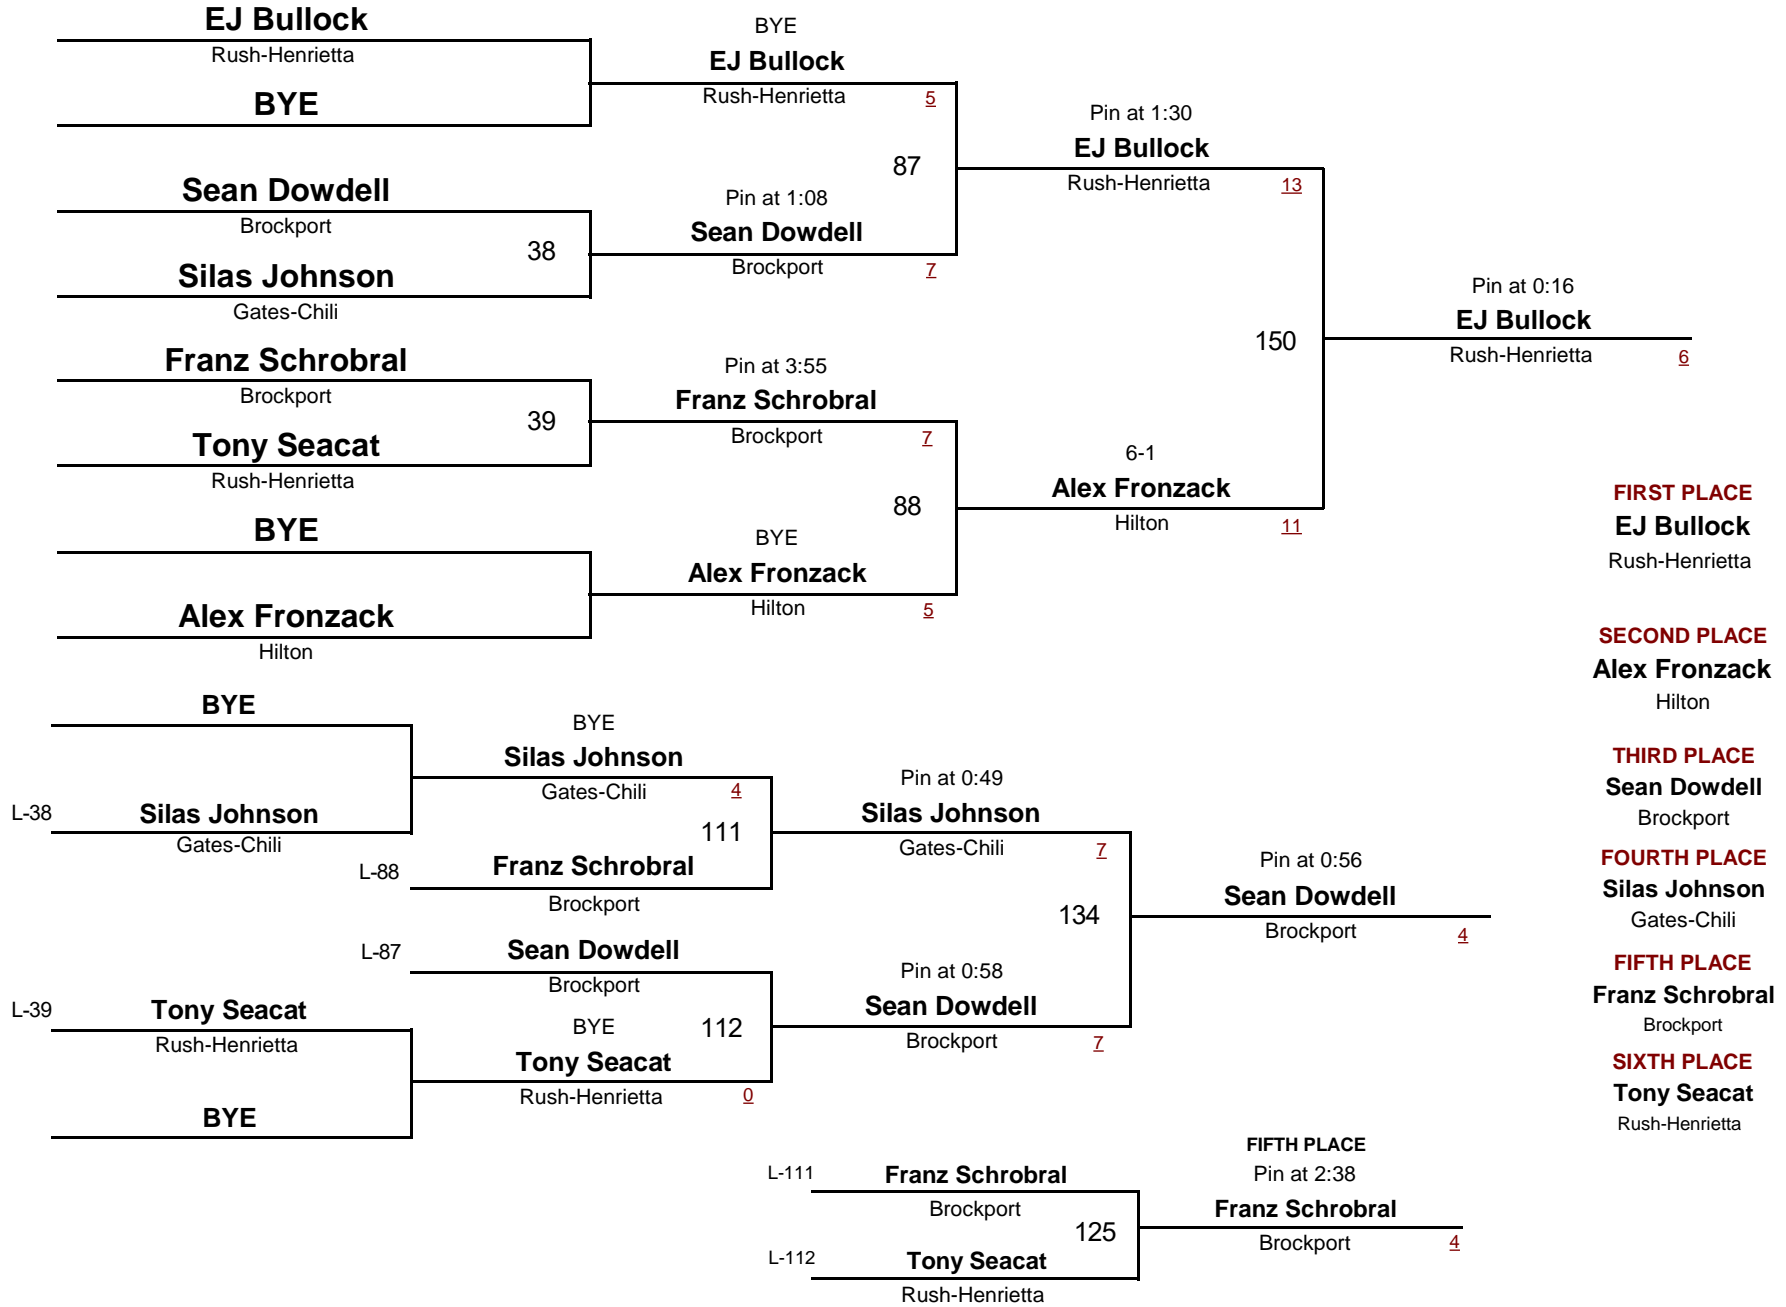 EJ Bullock
Rush-Henrietta
BYE
Sean Dowdell
Brockport
38
Silas Johnson
Gates-Chili
Franz Schrobral
Brockport
39
Tony Seacat
Rush-Henrietta
BYE
Alex Fronzack
Hilton
BYE
EJ Bullock
Rush-Henrietta 5
87
Pin at 1:08
Sean Dowdell
Brockport 7
Pin at 3:55
Franz Schrobral
Brockport 7
88
BYE
Alex Fronzack
Hilton 5
Pin at 1:30
EJ Bullock
Rush-Henrietta 13
150
6-1
Alex Fronzack
Hilton 11
Pin at 0:16
EJ Bullock
Rush-Henrietta 6
BYE
L-38 Silas Johnson
Gates-Chili
L-39 Tony Seacat
Rush-Henrietta
BYE
BYE
Silas Johnson
Gates-Chili 4
111
L-88 Franz Schrobral
Brockport
L-87 Sean Dowdell
Brockport
BYE 112
Tony Seacat
Rush-Henrietta 0
Pin at 0:49
Silas Johnson
Gates-Chili 7
134
Pin at 0:58
Sean Dowdell
Brockport 7
Pin at 0:56
Sean Dowdell
Brockport 4
L-111 Franz Schrobral
Brockport
125
L-112 Tony Seacat
Rush-Henrietta
FIFTH PLACE
Pin at 2:38
Franz Schrobral
Brockport 4
FIRST PLACE
EJ Bullock
Rush-Henrietta
SECOND PLACE
Alex Fronzack
Hilton
THIRD PLACE
Sean Dowdell
Brockport
FOURTH PLACE
Silas Johnson
Gates-Chili
FIFTH PLACE
Franz Schrobral
Brockport
SIXTH PLACE
Tony Seacat
Rush-Henrietta